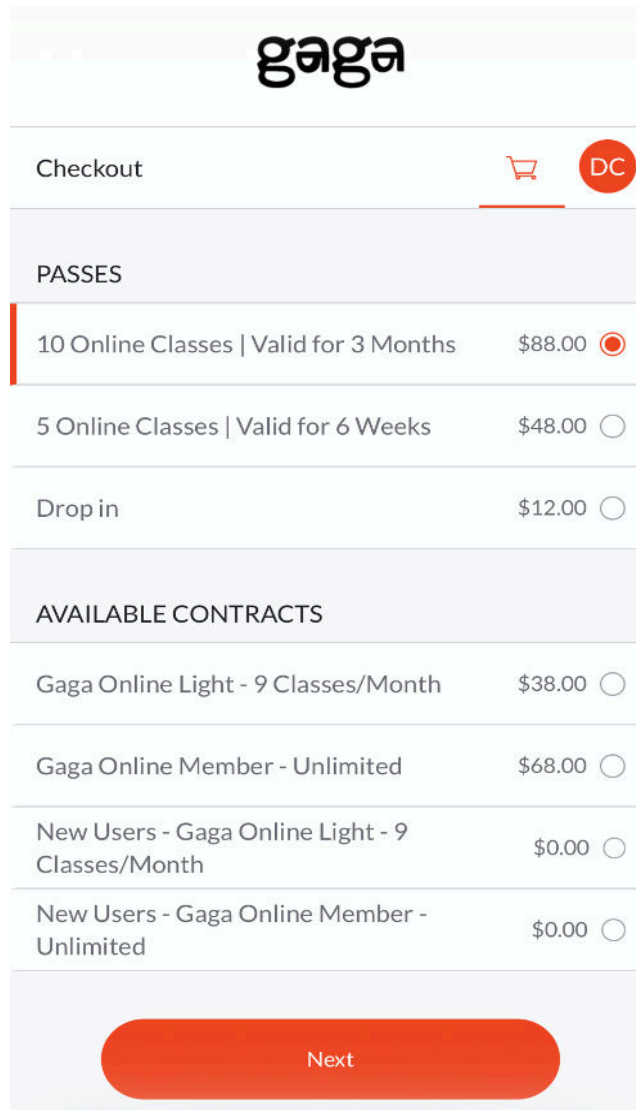 gaga
Checkout
DC
PASSES
10 Online Classes | Valid for 3 Months $88.00
5 Online Classes | Valid for 6 Weeks $48.00
Drop in $12.00
AVAILABLE CONTRACTS
Gaga Online Light - 9 Classes/Month $38.00
Gaga Online Member - Unlimited $68.00
New Users - Gaga Online Light - 9
Classes/Month $0.00
New Users - Gaga Online Member -
Unlimited $0.00
Next